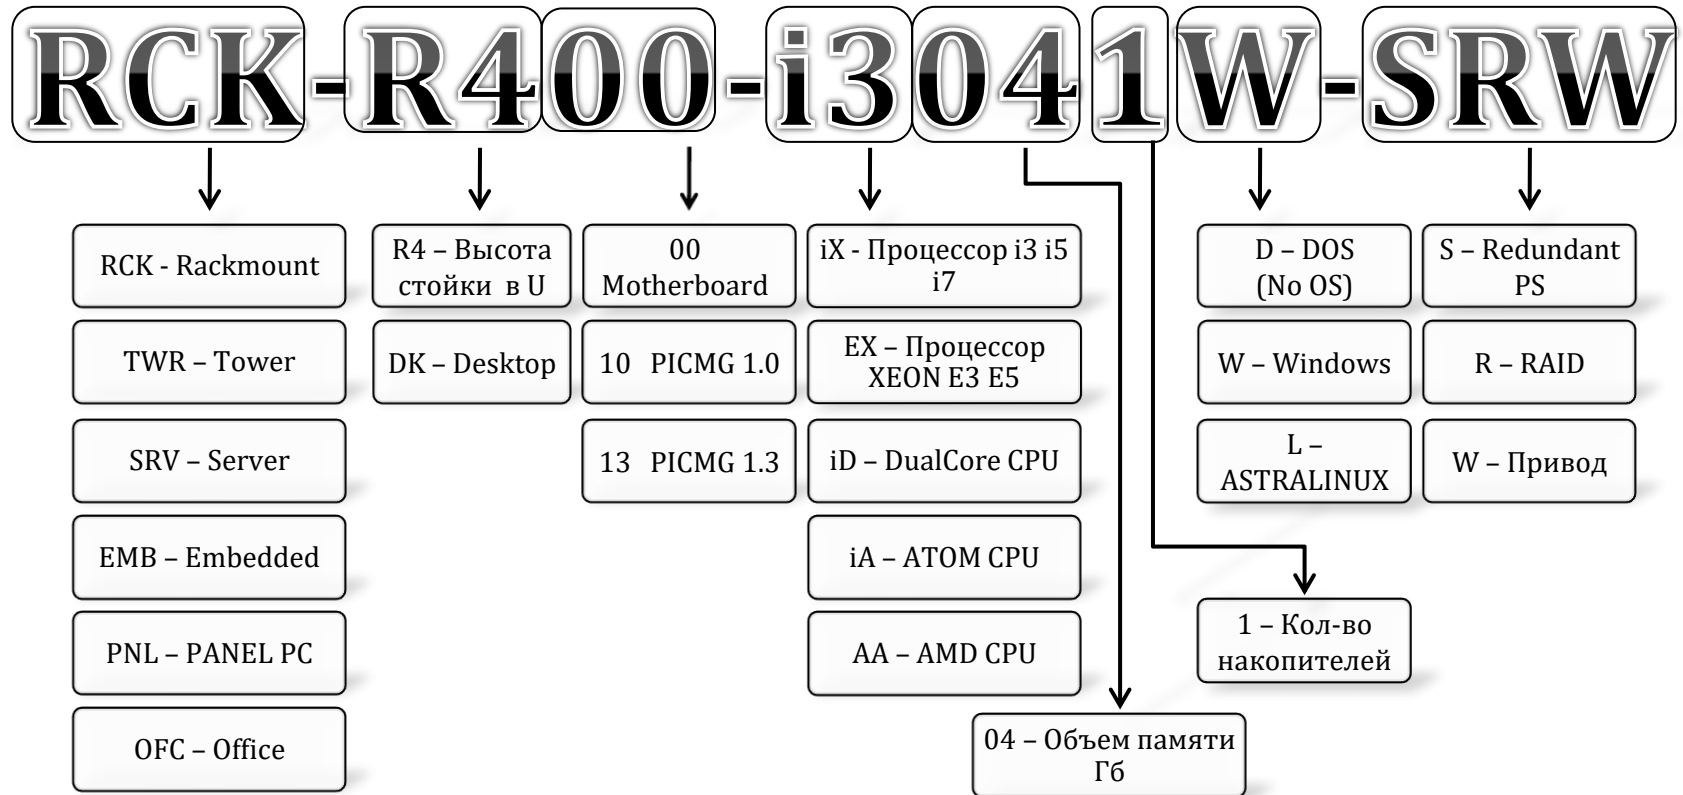 RCK-R400-i3041W-SRW
RCK - Rackmount
TWR – Tower
SRV – Server
EMB – Embedded
PNL – PANEL PC
OFC – Office
R4 – Высота
стойки в U
DK – Desktop
00
Motherboard
10 PICMG 1.0
13 PICMG 1.3
iX - Процессор i3 i5
i7
EX – Процессор
XEON E3 E5
iD – DualCore CPU
iA – ATOM CPU
AA – AMD CPU
04 – Объем памяти
Гб
1 – Кол-во
накопителей
D – DOS
(No OS)
W – Windows
L –
ASTRALINUX
S – Redundant
PS
R – RAID
W – Привод